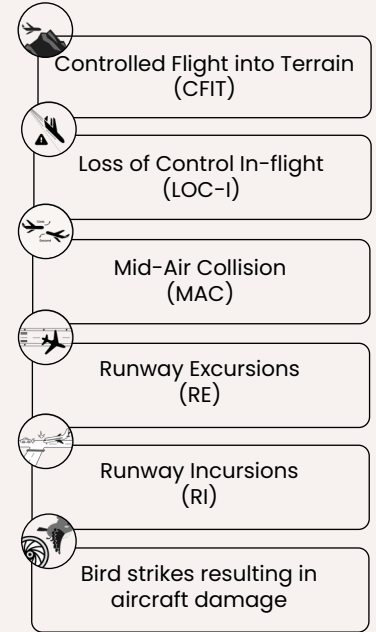 Controlled Flight into Terrain
(CFIT)
Loss of Control In-flight
(LOC-I)
Mid-Air Collision
(MAC)
Runway Excursions
(RE)
Runway Incursions
(RI)
Bird strikes resulting in
aircraft damage